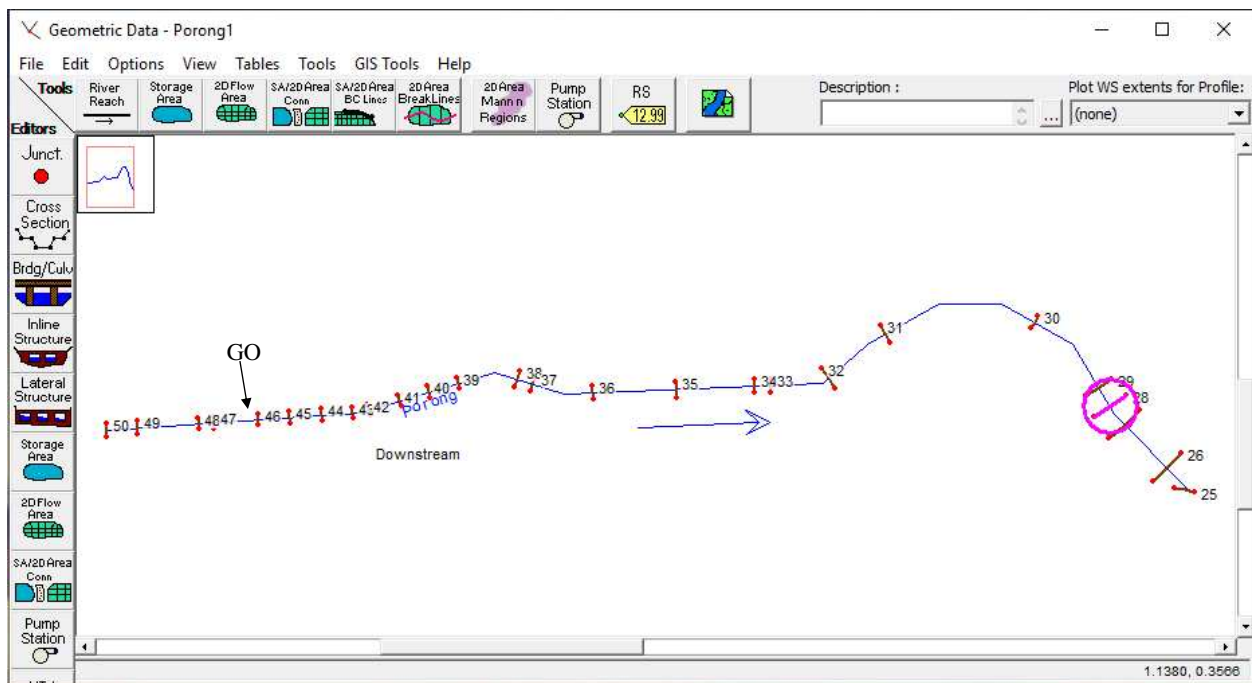 Geometric Data - Porong1
File Edit Options View Tables Tools GIS Tools Help
Tools
Editors
River
Reach
Storage
Area
2D Flow
Area
SA/2D Area
Conn
SA/2D Area
BC Lines
2D Area
BreakLines
2D Area
Mann n
Regions
Pump
Station
RS
12.99
Description :
...
Plot WS extents for Profile:
(none)
Junct.
Cross
Section
Brdg/Culv
Inline
Structure
Lateral
Structure
Storage
Area
2D Flow
Area
SA/2D Area
Conn
Pump
Station
GO
50 49 48 47 46 45 44 43 42 41 40 39 38 37 36 35 34 33 32 31 30 29 28 26 25
Porong
Downstream
1.1380, 0.3566